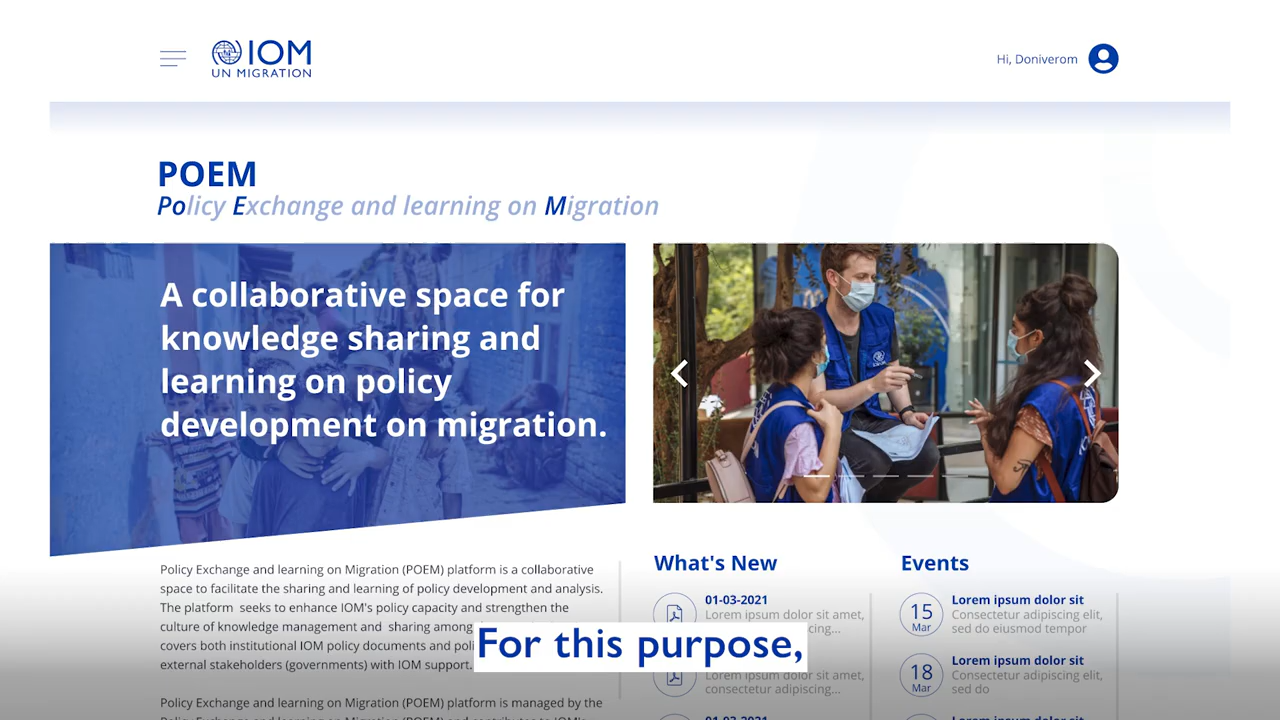 IOM
UN MIGRATION
Hi, Doniverom
POEM
Policy Exchange and learning on Migration
A collaborative space for
knowledge sharing and
learning on policy
development on migration.
Policy Exchange and learning on Migration (POEM) platform is a collaborative
space to facilitate the sharing and learning of policy development and analysis.
The platform seeks to enhance IOM's policy capacity and strengthen the
culture of knowledge management and sharing among
covers both institutional IOM policy documents and
external stakeholders (governments) with IOM support.
Policy Exchange and learning on Migration (POEM) platform is managed by the
What's New
01-03-2021
Lorem ipsum dolor sit amet,
Lorem ipsum dolor sit amet,
consectetur adipiscing...
01-03-2021
Events
15
Mar
Lorem ipsum dolor sit
Consectetur adipiscing elit,
sed do eiusmod tempor
18
Mar
Lorem ipsum dolor sit
Consectetur adipiscing elit,
sed do
Lorem ipsum dolor sit
For this purpose,